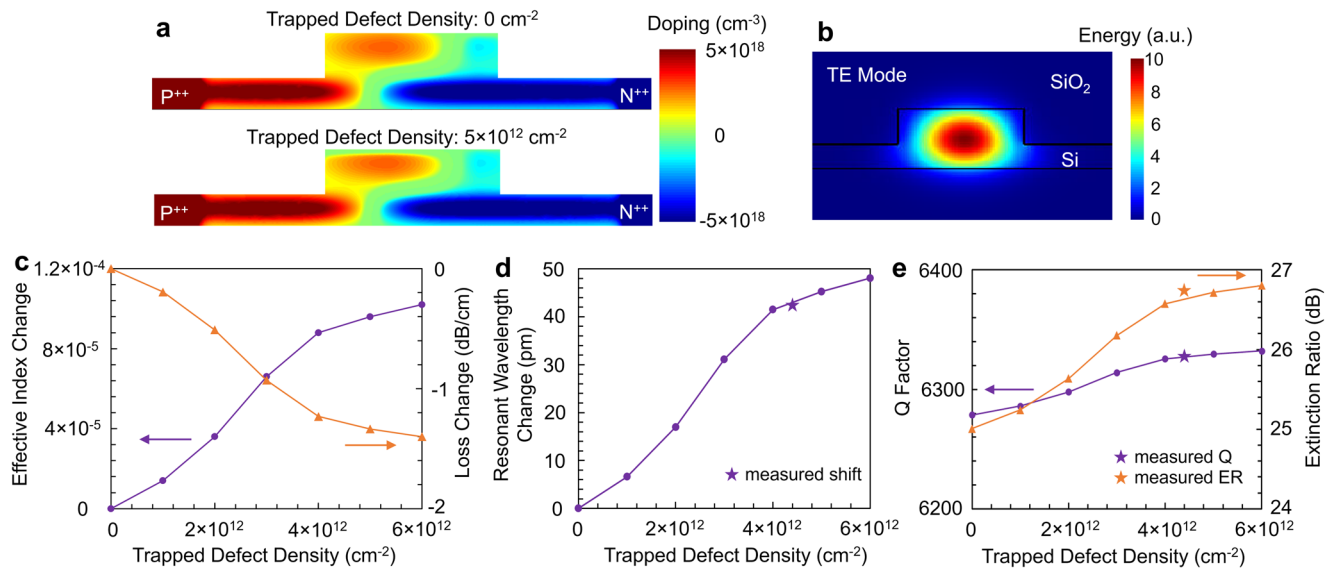 a
Trapped Defect Density: 0 cm-2
P++
N++
Trapped Defect Density: 5×10¹² cm-2
P++
N++
Doping (cm-3)
5×10¹⁸
0
-5×10¹⁸
b
TE Mode
SiO₂
Si
Energy (a.u.)
10
8
6
4
2
0
c
Effective Index Change
1.2×10-4
8×10-5
4×10-5
0
0
-1
-2
Loss Change (dB/cm)
0
2×10¹²
4×10¹²
6×10¹²
Trapped Defect Density (cm-2)
d
Resonant Wavelength
Change (pm)
50
40
30
20
10
0
measured shift
0
2×10¹²
4×10¹²
6×10¹²
Trapped Defect Density (cm-2)
e
Q Factor
6400
6300
6200
27
26
25
24
Extinction Ratio (dB)
measured Q
measured ER
0
2×10¹²
4×10¹²
6×10¹²
Trapped Defect Density (cm-2)